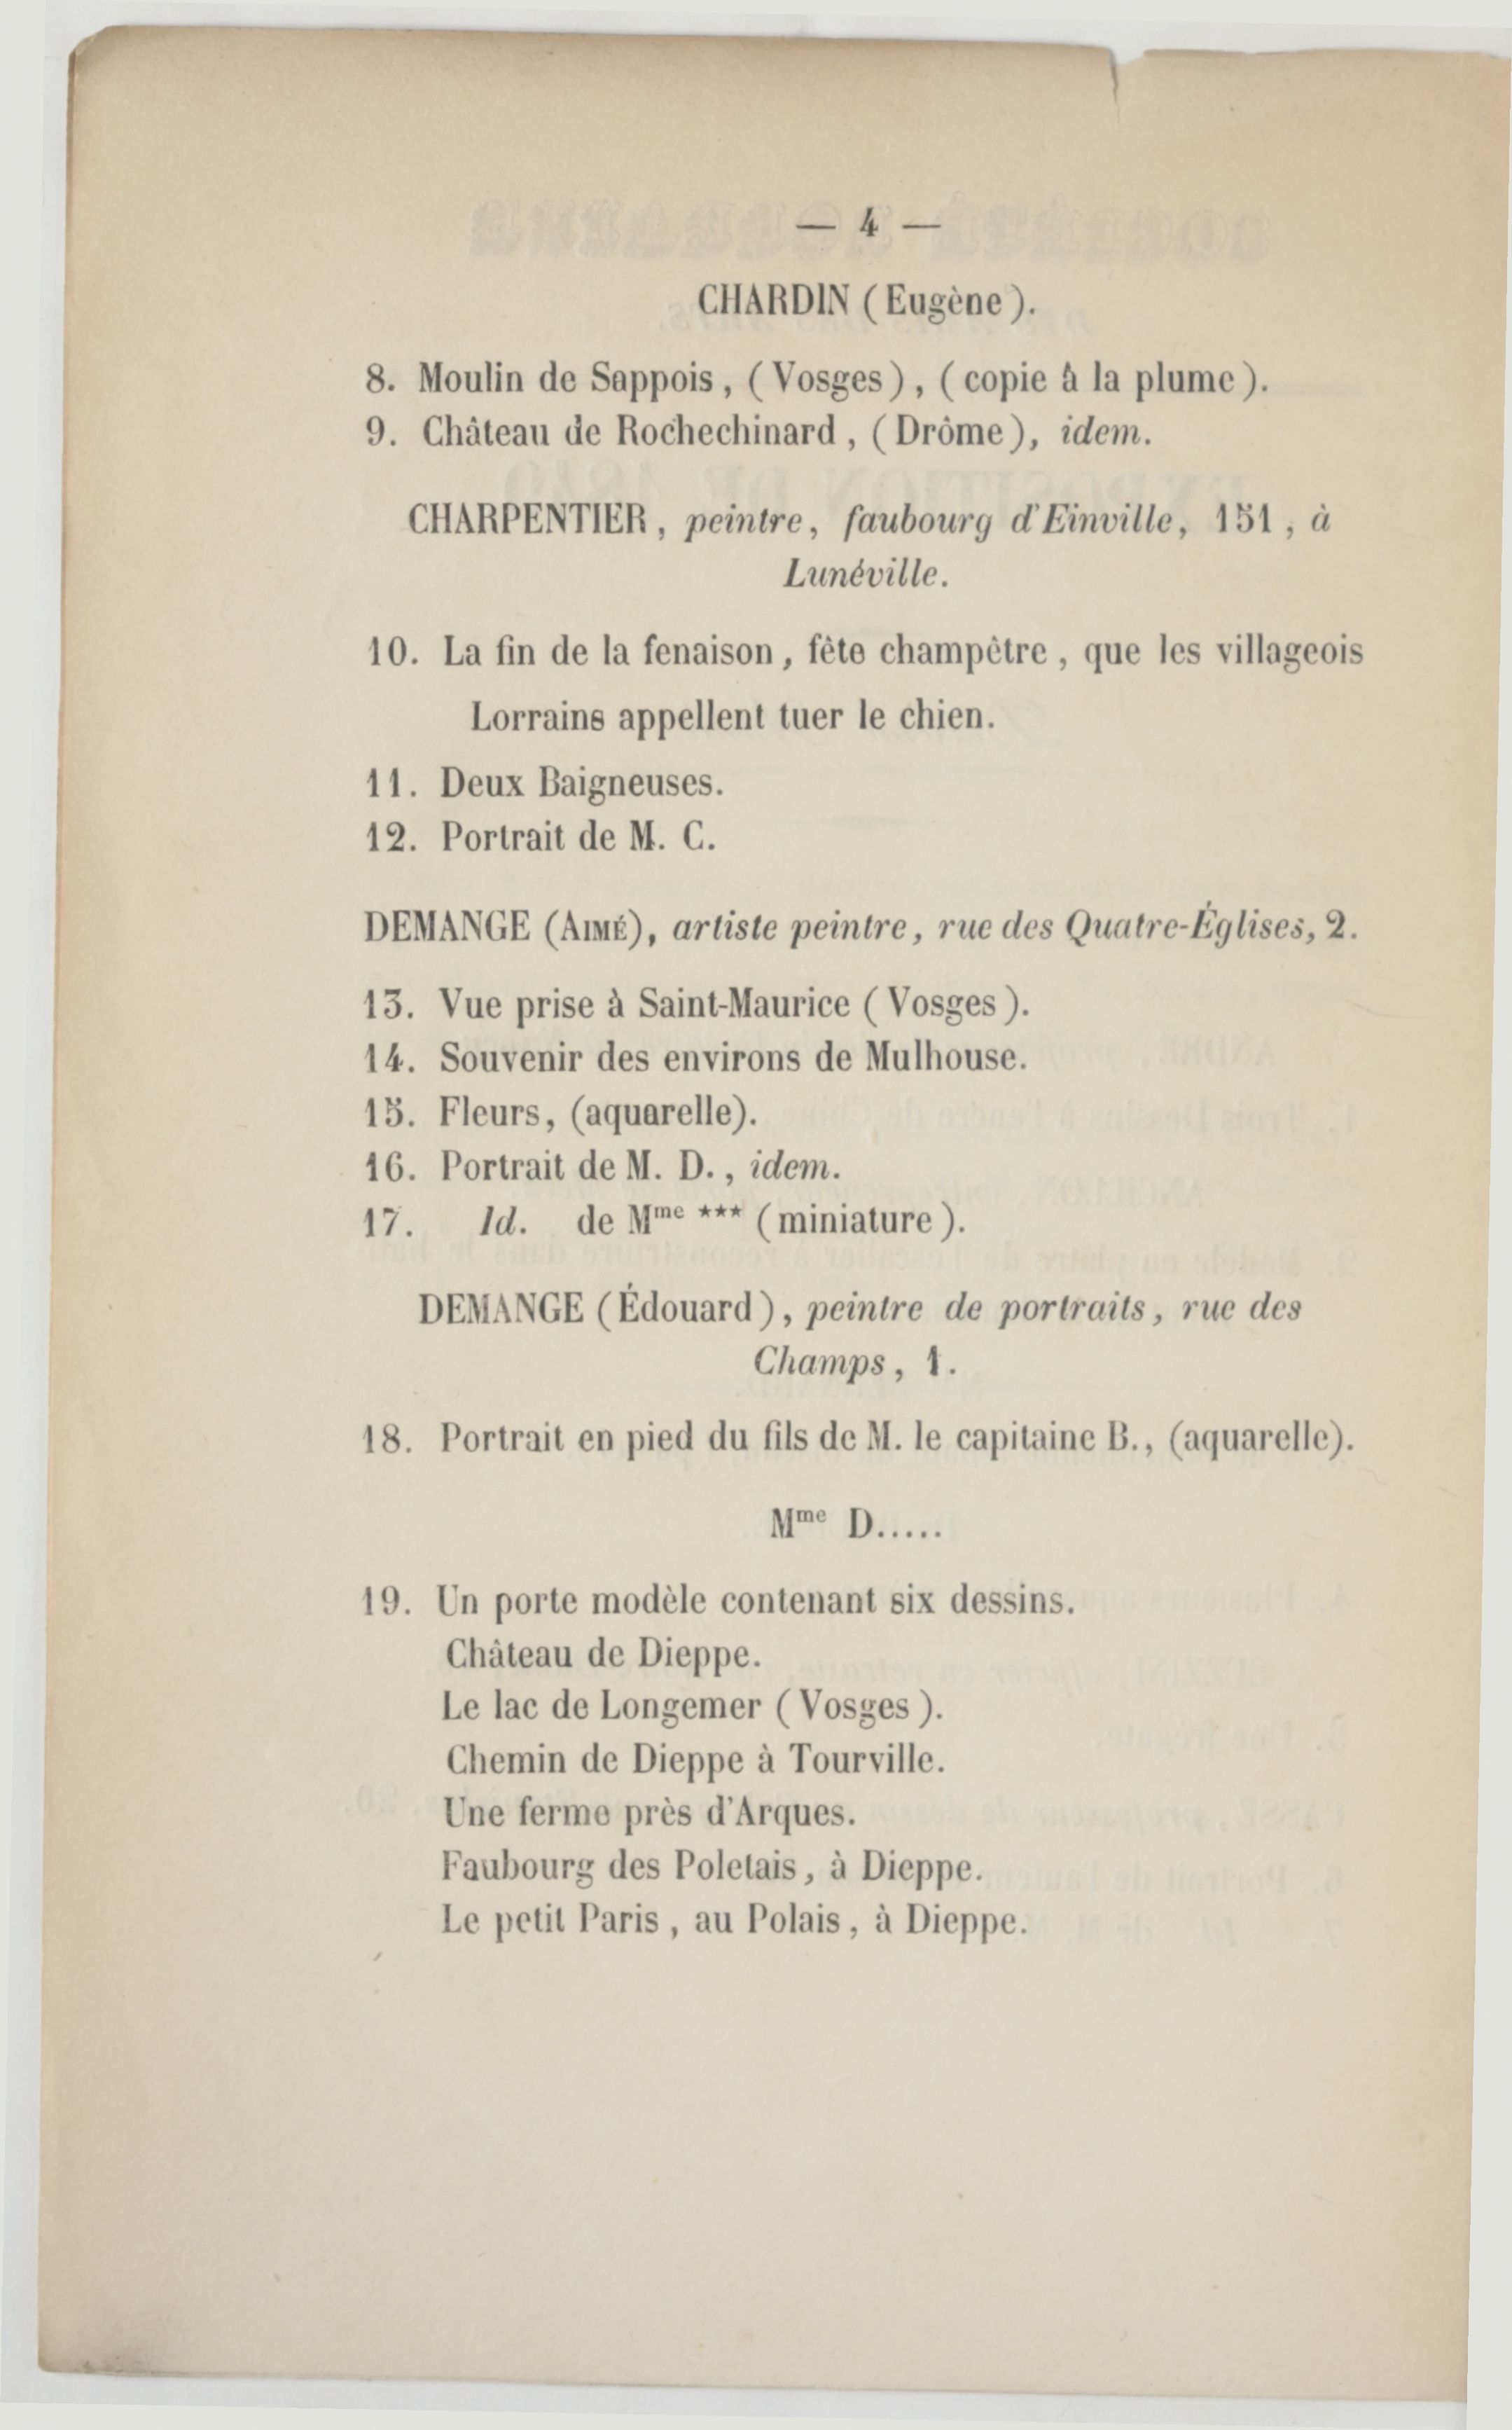 — 4 —
CHARDIN (Eugène).
8. Moulin de Sappois, (Vosges), (copie à la plume).
9. Château de Rochechinard, (Drôme), idem.
CHARPENTIER, peintre, faubourg d'Einville, 151, à
Lunéville.
10. La fin de la fenaison, fête champêtre, que les villageois
Lorrains appellent tuer le chien.
11. Deux Baigneuses.
12. Portrait de M. C.
DEMANGE (AIMÉ), artiste peintre, rue des Quatre-Églises, 2.
13. Vue prise à Saint-Maurice (Vosges).
14. Souvenir des environs de Mulhouse.
15. Fleurs, (aquarelle).
16. Portrait de M. D., idem.
17. Id. de Mme *** (miniature).
DEMANGE (Édouard), peintre de portraits, rue des
Champs, 1.
18. Portrait en pied du fils de M. le capitaine B., (aquarelle).
Mme D.....
19. Un porte modèle contenant six dessins.
Château de Dieppe.
Le lac de Longemer (Vosges).
Chemin de Dieppe à Tourville.
Une ferme près d'Arques.
Faubourg des Poletais, à Dieppe.
Le petit Paris, au Polais, à Dieppe.